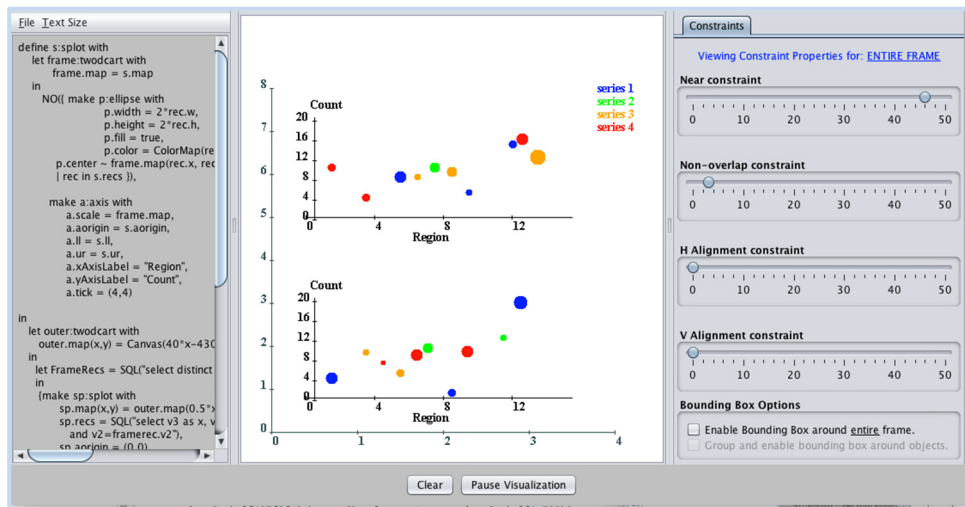 File Text Size
define s:splot with
let frame:twodcart with
frame.map = s.map
in
NO({ make p:ellipse with
p.width = 2*rec.w,
p.height = 2*rec.h,
p.fill = true,
p.color = ColorMap(re
p.center ~ frame.map(rec.x, rec
| rec in s.recs }),
make a:axis with
a.scale = frame.map,
a.aorigin = s.aorigin,
a.ll = s.ll,
a.ur = s.ur,
a.xAxisLabel = "Region",
a.yAxisLabel = "Count",
a.tick = (4,4)
in
let outer:twodcart with
outer.map(x,y) = Canvas(40*x-430
in
let FrameRecs = SQL("select distinct
in
{make sp:splot with
sp.map(x,y) = outer.map(0.5*x
sp.recs = SQL("select v3 as x, v
and v2=framerec.v2"),
sp.aorigin = (0,0)
8
7
6
5
4
3
2
1
0
0 1 2 3 4
series 1
series 2
series 3
series 4
Count
20
16
12
8
4
0
0 4 8 12
Region
Count
20
16
12
8
4
0
0 4 8 12
Region
Constraints
Viewing Constraint Properties for: ENTIRE FRAME
Near constraint
0 10 20 30 40 50
Non-overlap constraint
0 10 20 30 40 50
H Alignment constraint
0 10 20 30 40 50
V Alignment constraint
0 10 20 30 40 50
Bounding Box Options
Enable Bounding Box around entire frame.
Group and enable bounding box around objects.
Clear Pause Visualization